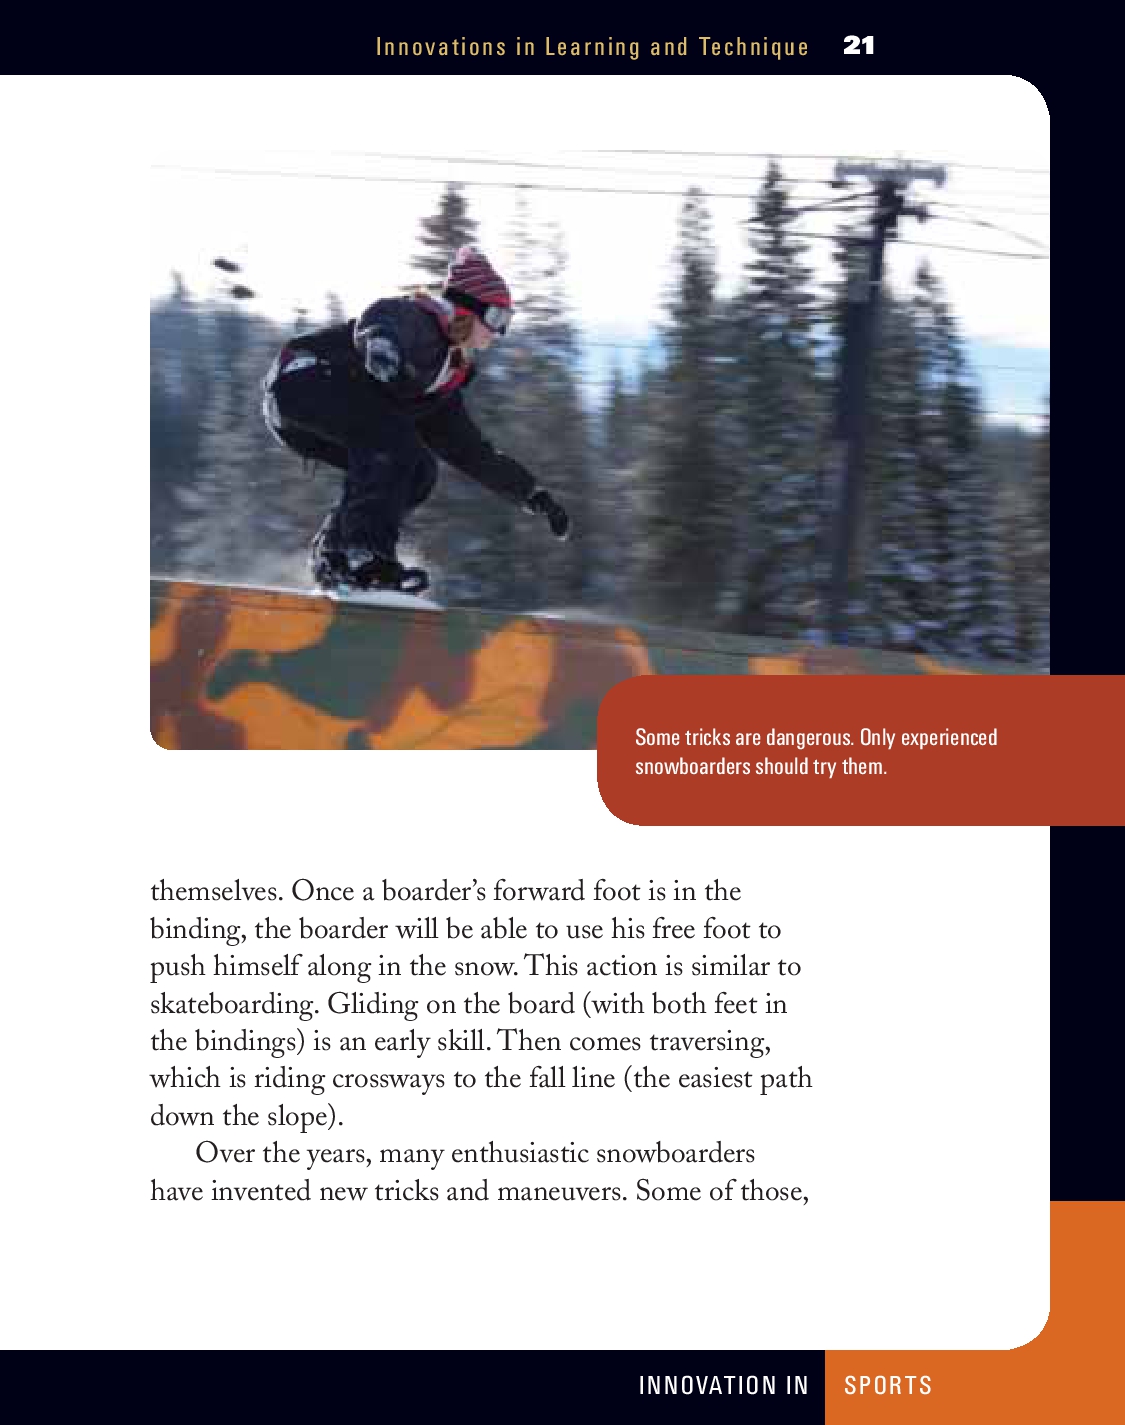 Innovations in Learning and Technique 21
Some tricks are dangerous. Only experienced
snowboarders should try them.
themselves. Once a boarder's forward foot is in the
binding, the boarder will be able to use his free foot to
push himself along in the snow. This action is similar to
skateboarding. Gliding on the board (with both feet in
the bindings) is an early skill. Then comes traversing,
which is riding crossways to the fall line (the easiest path
down the slope).
Over the years, many enthusiastic snowboarders
have invented new tricks and maneuvers. Some of those,
INNOVATION IN SPORTS